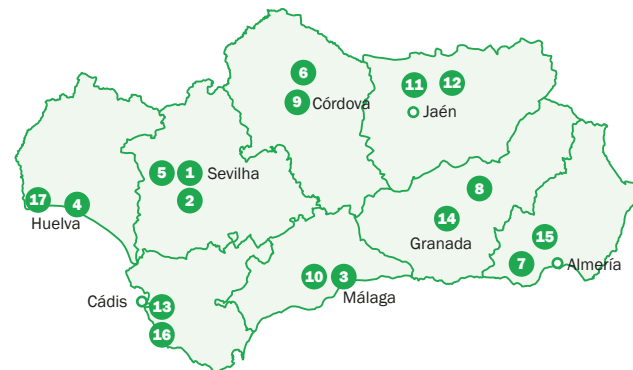 6
11
12
9
Córdova
Jaén
5
1
Sevilha
8
17
4
2
14
Huelva
Granada
15
7
Almería
10
3
Cádis
13
Málaga
16